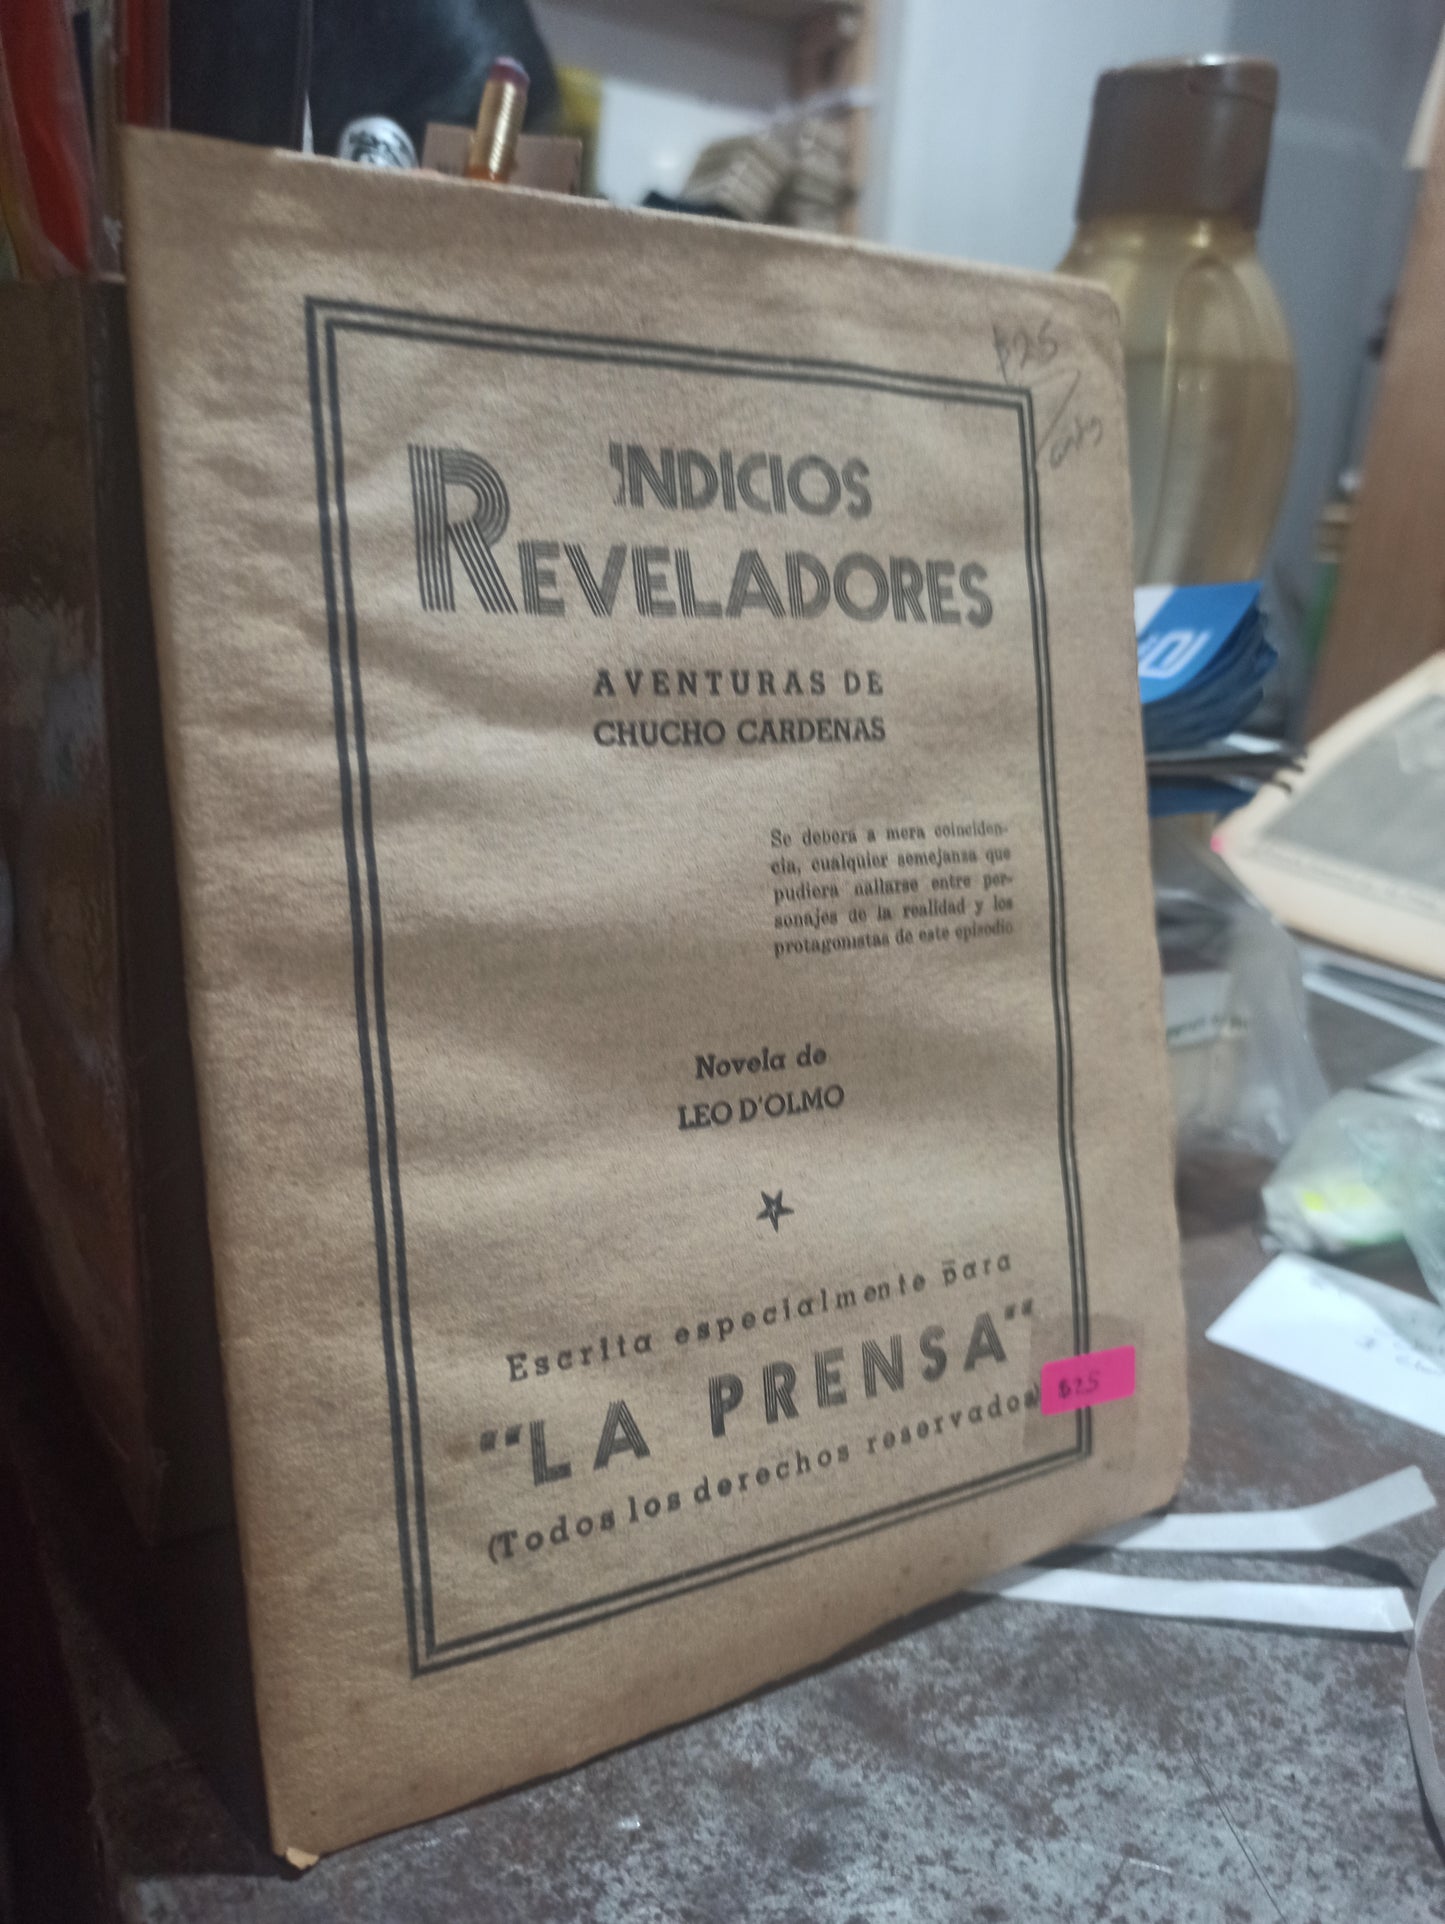 $25
c/u
INDICIOS
REVELADORES
AVENTURAS DE
CHUCHO CARDENAS
Se deberá a mera coinciden-
cia, cualquier semejanza que
pudiera hallarse entre per-
sonajes de la realidad y los
protagonistas de este episodio
Novela de
LEO D'OLMO
Escrita especialmente para
““LA PRENSA““
(Todos los derechos reservados)
$25